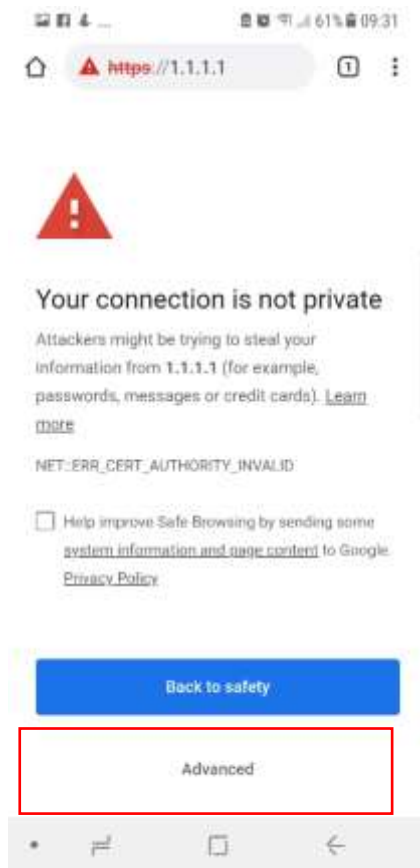 61% 09:31
https://1.1.1.1
1
Your connection is not private
Attackers might be trying to steal your
information from 1.1.1.1 (for example,
passwords, messages or credit cards). Learn
more
NET::ERR_CERT_AUTHORITY_INVALID
Help improve Safe Browsing by sending some
system information and page content to Google.
Privacy Policy
Back to safety
Advanced